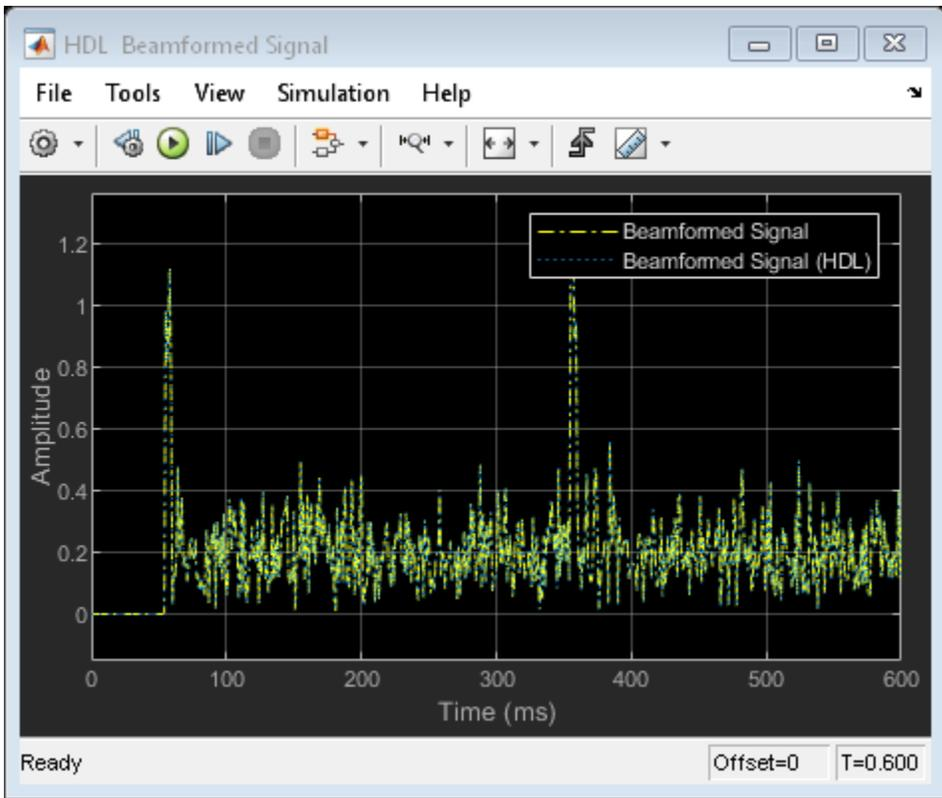 HDL Beamformed Signal
File Tools View Simulation Help
Beamformed Signal
Beamformed Signal (HDL)
1.2
1
0.8
0.6
0.4
0.2
0
Amplitude
0 100 200 300 400 500 600
Time (ms)
Ready Offset=0 T=0.600